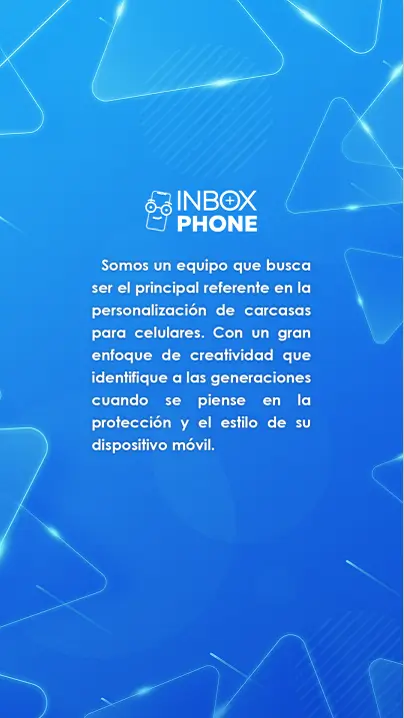 INBOX
PHONE
Somos un equipo que busca
ser el principal referente en la
personalización de carcasas
para celulares. Con un gran
enfoque de creatividad que
identifique a las generaciones
cuando se piense en la
protección y el estilo de su
dispositivo móvil.